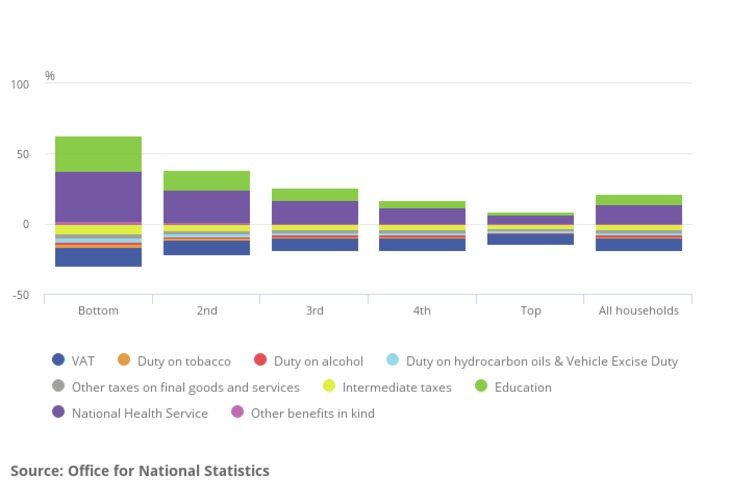 %
100
50
0
-50
Bottom 2nd 3rd 4th Top All households
VAT Duty on tobacco Duty on alcohol Duty on hydrocarbon oils & Vehicle Excise Duty
Other taxes on final goods and services Intermediate taxes Education
National Health Service Other benefits in kind
Source: Office for National Statistics